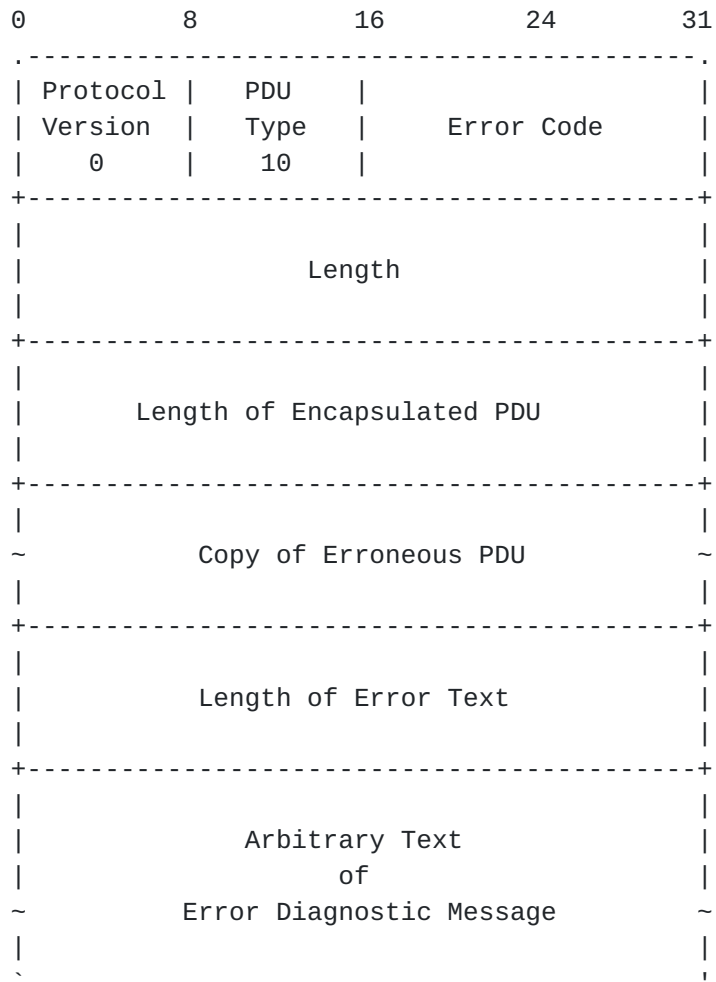 0          8          16         24        31
.-------------------------------------------.
| Protocol |   PDU    |                     |
| Version  |   Type   |     Error Code      |
|    0     |    10    |                     |
+-------------------------------------------+
|                                           |
|                  Length                   |
|                                           |
+-------------------------------------------+
|                                           |
|       Length of Encapsulated PDU          |
|                                           |
+-------------------------------------------+
|                                           |
~           Copy of Erroneous PDU           ~
|                                           |
+-------------------------------------------+
|                                           |
|           Length of Error Text            |
|                                           |
+-------------------------------------------+
|                                           |
|              Arbitrary Text               |
|                    of                     |
~          Error Diagnostic Message         ~
|                                           |
`                                           '